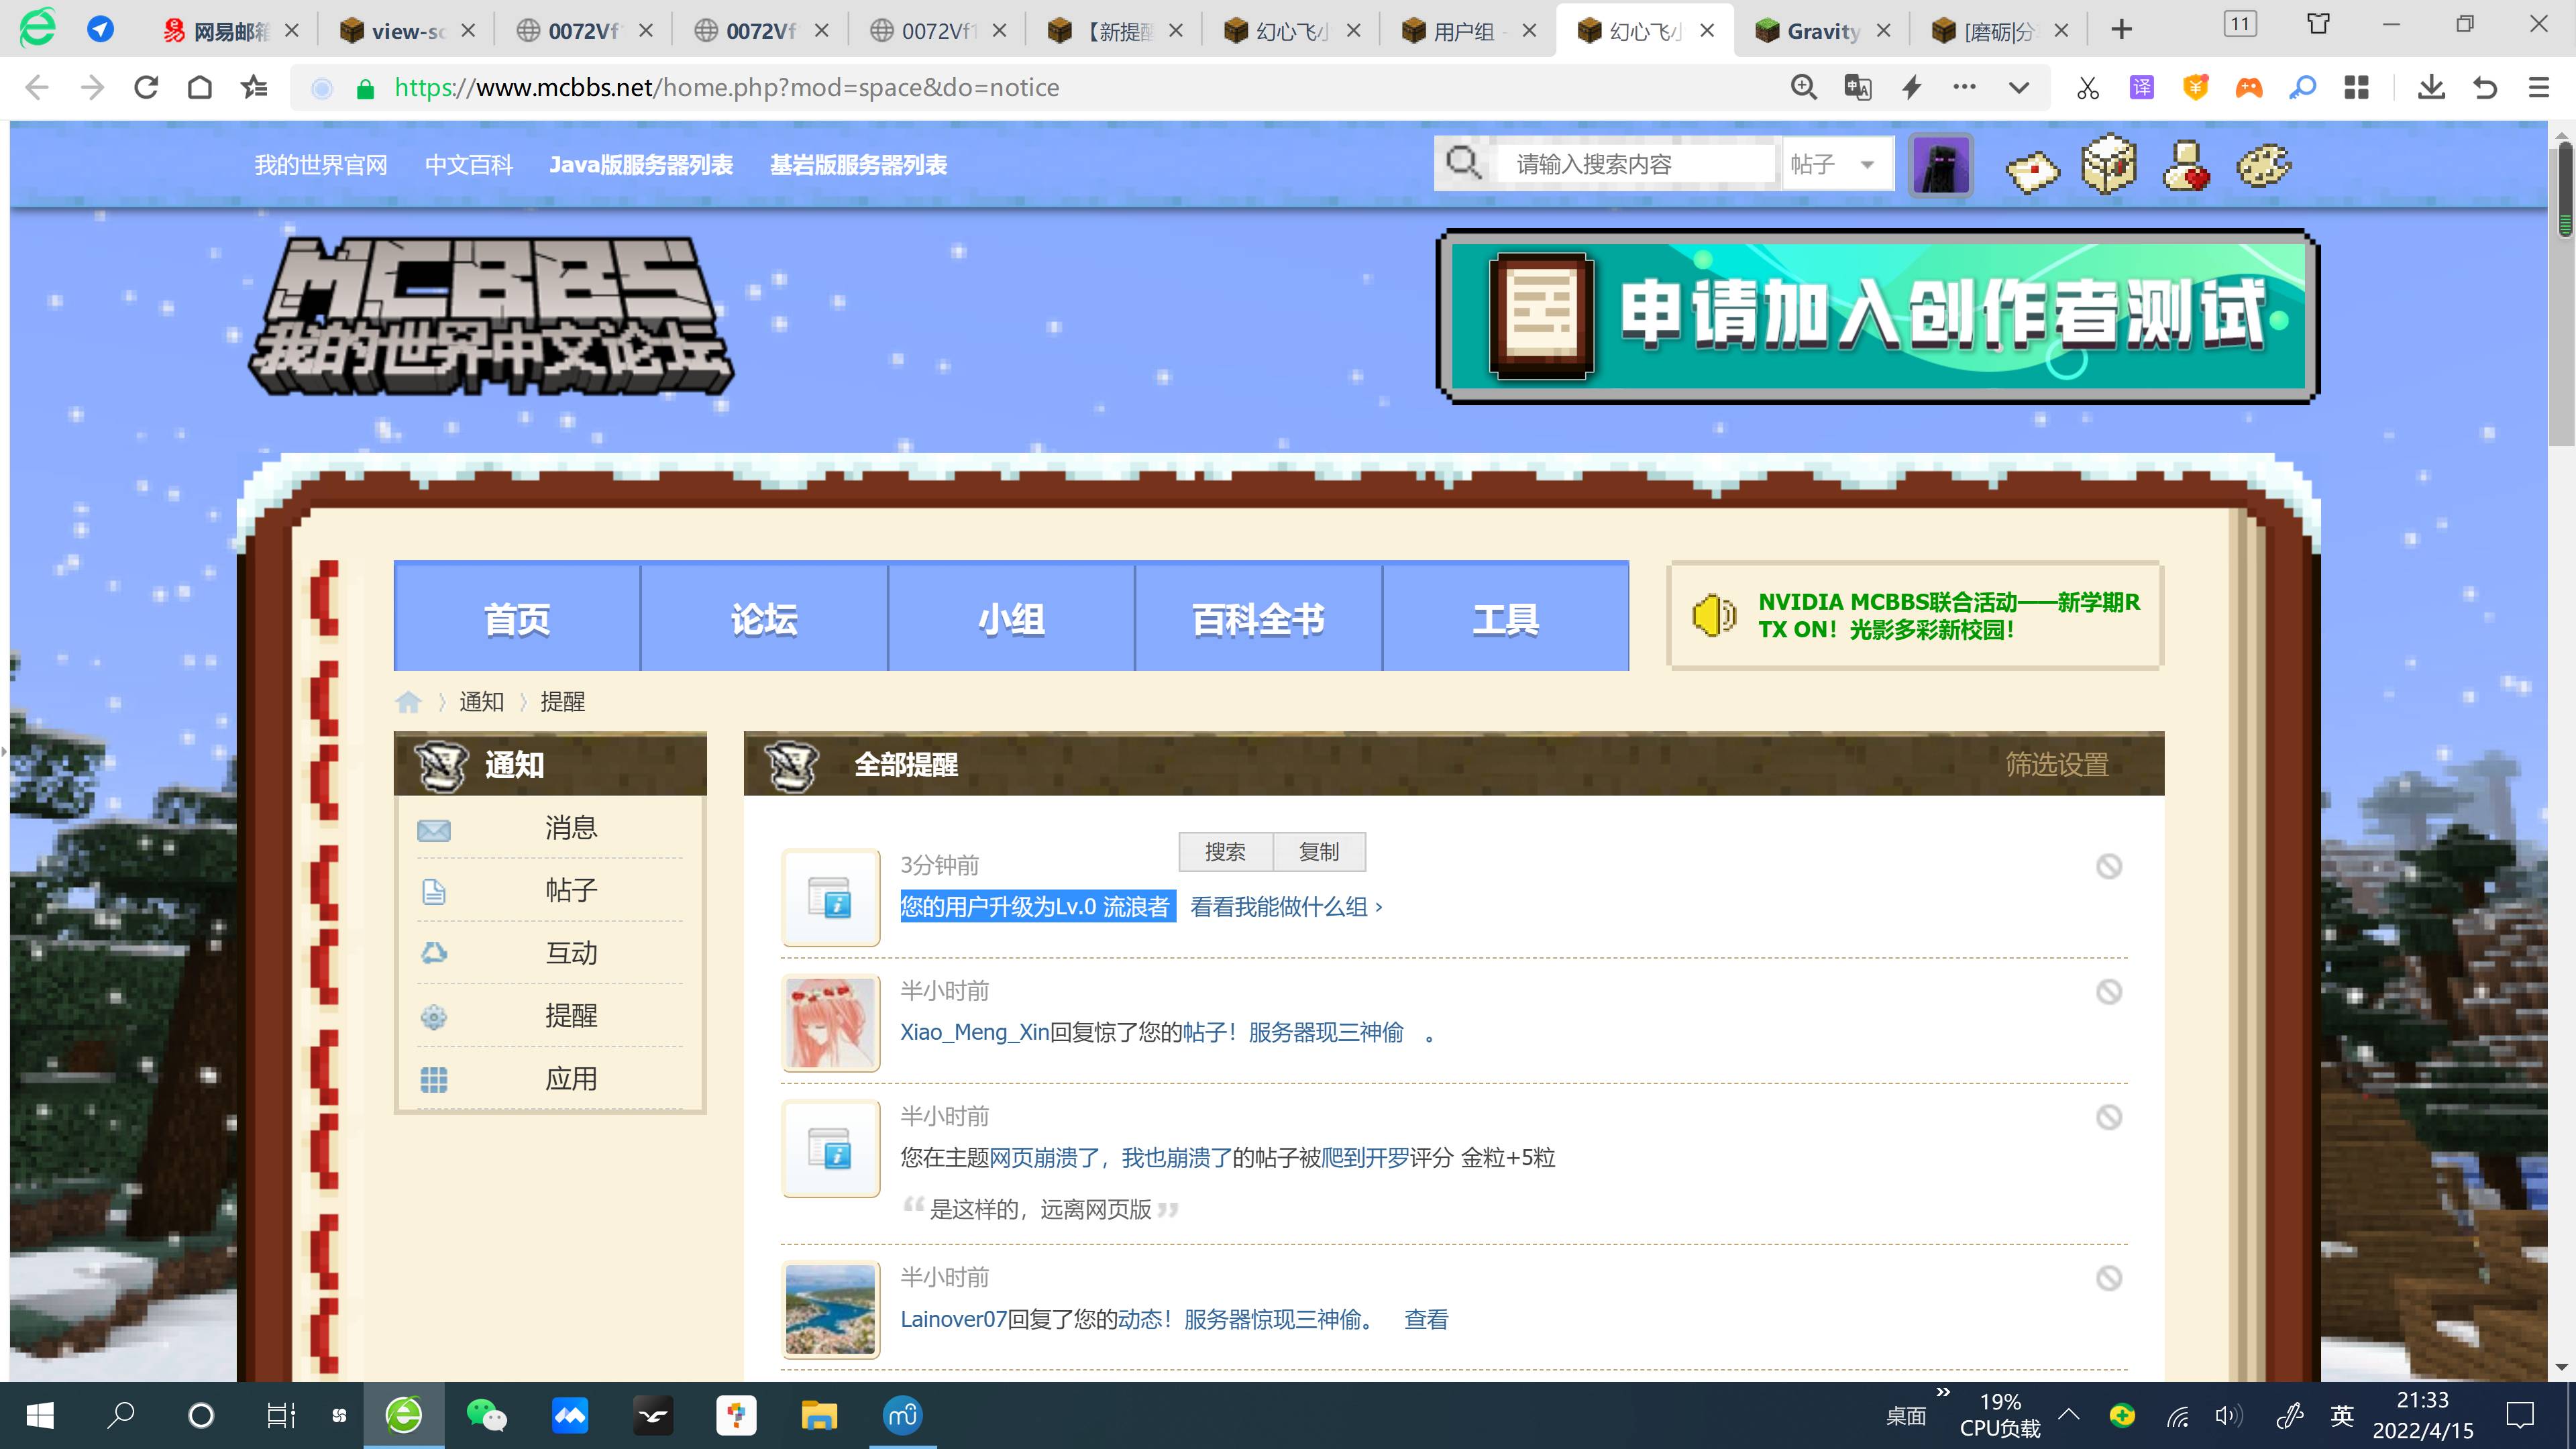 网易邮箱
view-sc
0072Vf
0072Vf
0072Vf1
【新提醒
幻心飞小
用户组 -
幻心飞小
Gravity
[磨砺|分
11
https://www.mcbbs.net/home.php?mod=space&do=notice
译
我的世界官网 中文百科 Java版服务器列表 基岩版服务器列表
请输入搜索内容 帖子
MCBBS
我的世界中文论坛
申请加入创作者测试
首页 论坛 小组 百科全书 工具
NVIDIA MCBBS联合活动——新学期R
TX ON！光影多彩新校园！
通知 提醒
通知
消息
帖子
互动
提醒
应用
全部提醒 筛选设置
搜索 复制
3分钟前
您的用户升级为Lv.0 流浪者 看看我能做什么组 ›
半小时前
Xiao_Meng_Xin回复惊了您的帖子！服务器现三神偷 。
半小时前
您在主题网页崩溃了，我也崩溃了的帖子被爬到开罗评分 金粒+5粒
“是这样的，远离网页版”
半小时前
Lainover07回复了您的动态！服务器惊现三神偷。 查看
桌面
19%
CPU负载
英
21:33
2022/4/15